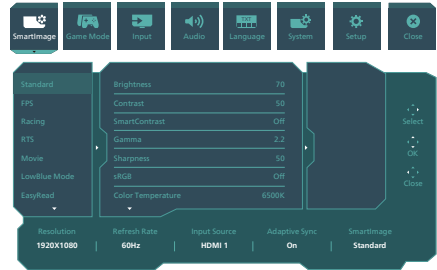 SmartImage Game Mode Input Audio TXT Language System Setup Close
Standard Brightness 70
FPS Contrast 50
Racing SmartContrast Off
RTS Gamma 2.2
Movie Sharpness 50
LowBlue Mode sRGB Off
EasyRead Color Temperature 6500K
Select
OK
Close
Resolution Refresh Rate Input Source Adaptive Sync SmartImage
1920X1080 | 60Hz | HDMI 1 | On | Standard